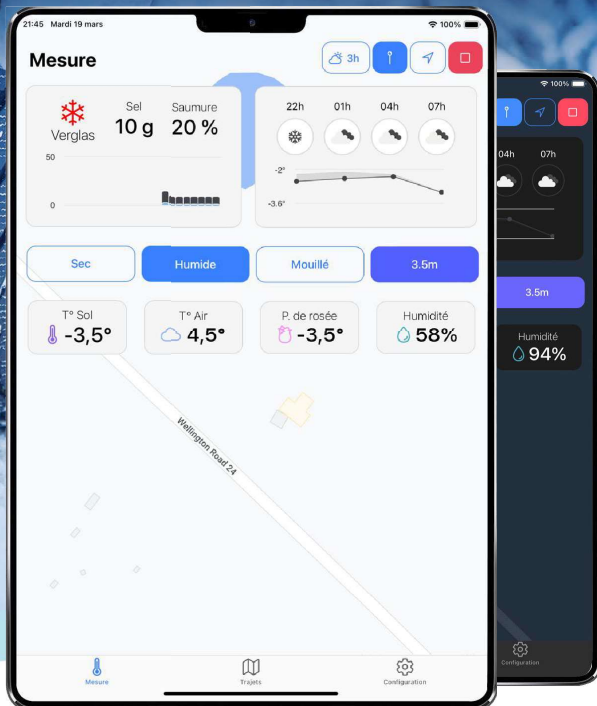 21:45 Mardi 19 mars
100%
Mesure
3h
Verglas
Sel
10 g
Saumure
20 %
50
0
22h 01h 04h 07h
-2°
-3.6°
Sec
Humide
Mouillé
3.5m
T° Sol
-3,5°
T° Air
4,5°
P. de rosée
-3,5°
Humidité
58%
Wellington Road 24
Mesure
Trajets
Configuration
100%
04h 07h
3.5m
Humidité
94%
Configuration